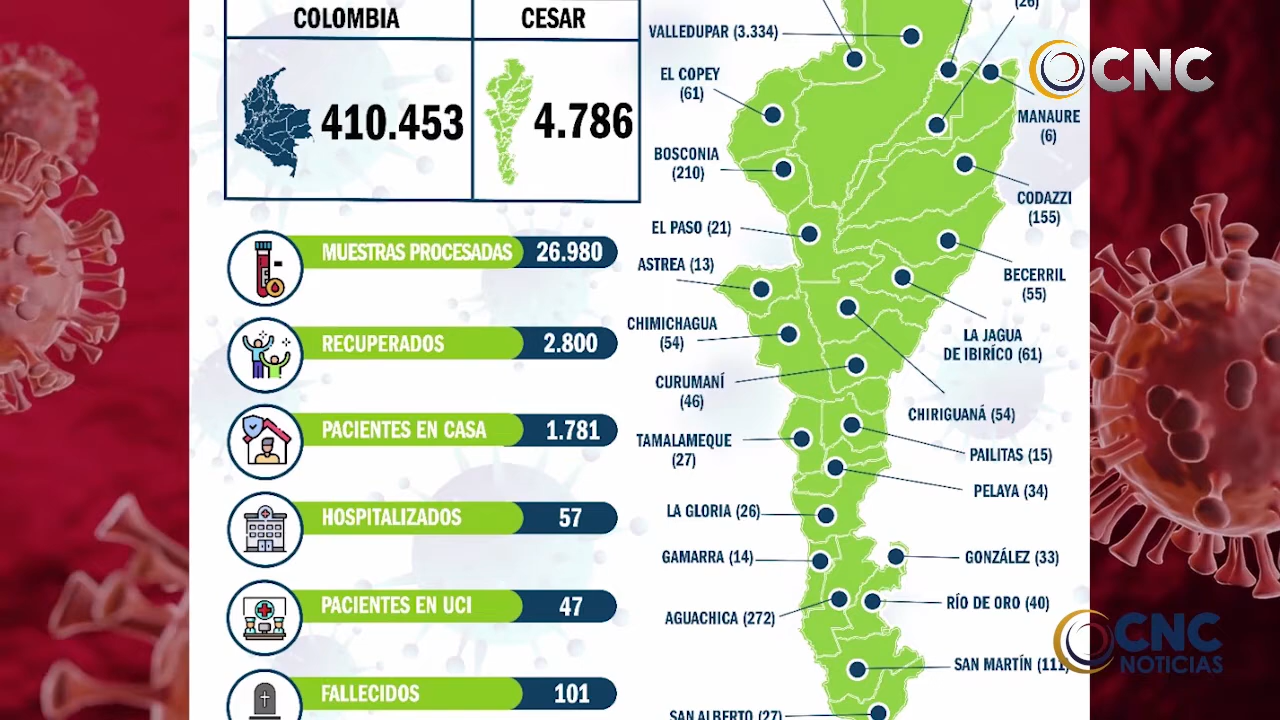 COLOMBIA
CESAR
410.453
4.786
MUESTRAS PROCESADAS 26.980
RECUPERADOS 2.800
PACIENTES EN CASA 1.781
HOSPITALIZADOS 57
PACIENTES EN UCI 47
FALLECIDOS 101
(26)
VALLEDUPAR (3.334)
EL COPEY
(61)
MANAURE
(6)
BOSCONIA
(210)
CODAZZI
(155)
EL PASO (21)
ASTREA (13)
BECERRIL
(55)
CHIMICHAGUA
(54)
LA JAGUA
DE IBIRÍCO (61)
CURUMANÍ
(46)
CHIRIGUANÁ (54)
TAMALAMEQUE
(27)
PAILITAS (15)
PELAYA (34)
LA GLORIA (26)
GAMARRA (14)
GONZÁLEZ (33)
RÍO DE ORO (40)
AGUACHICA (272)
SAN MARTÍN (111)
SAN ALBERTO (27)
CNC
CNC
NOTICIAS